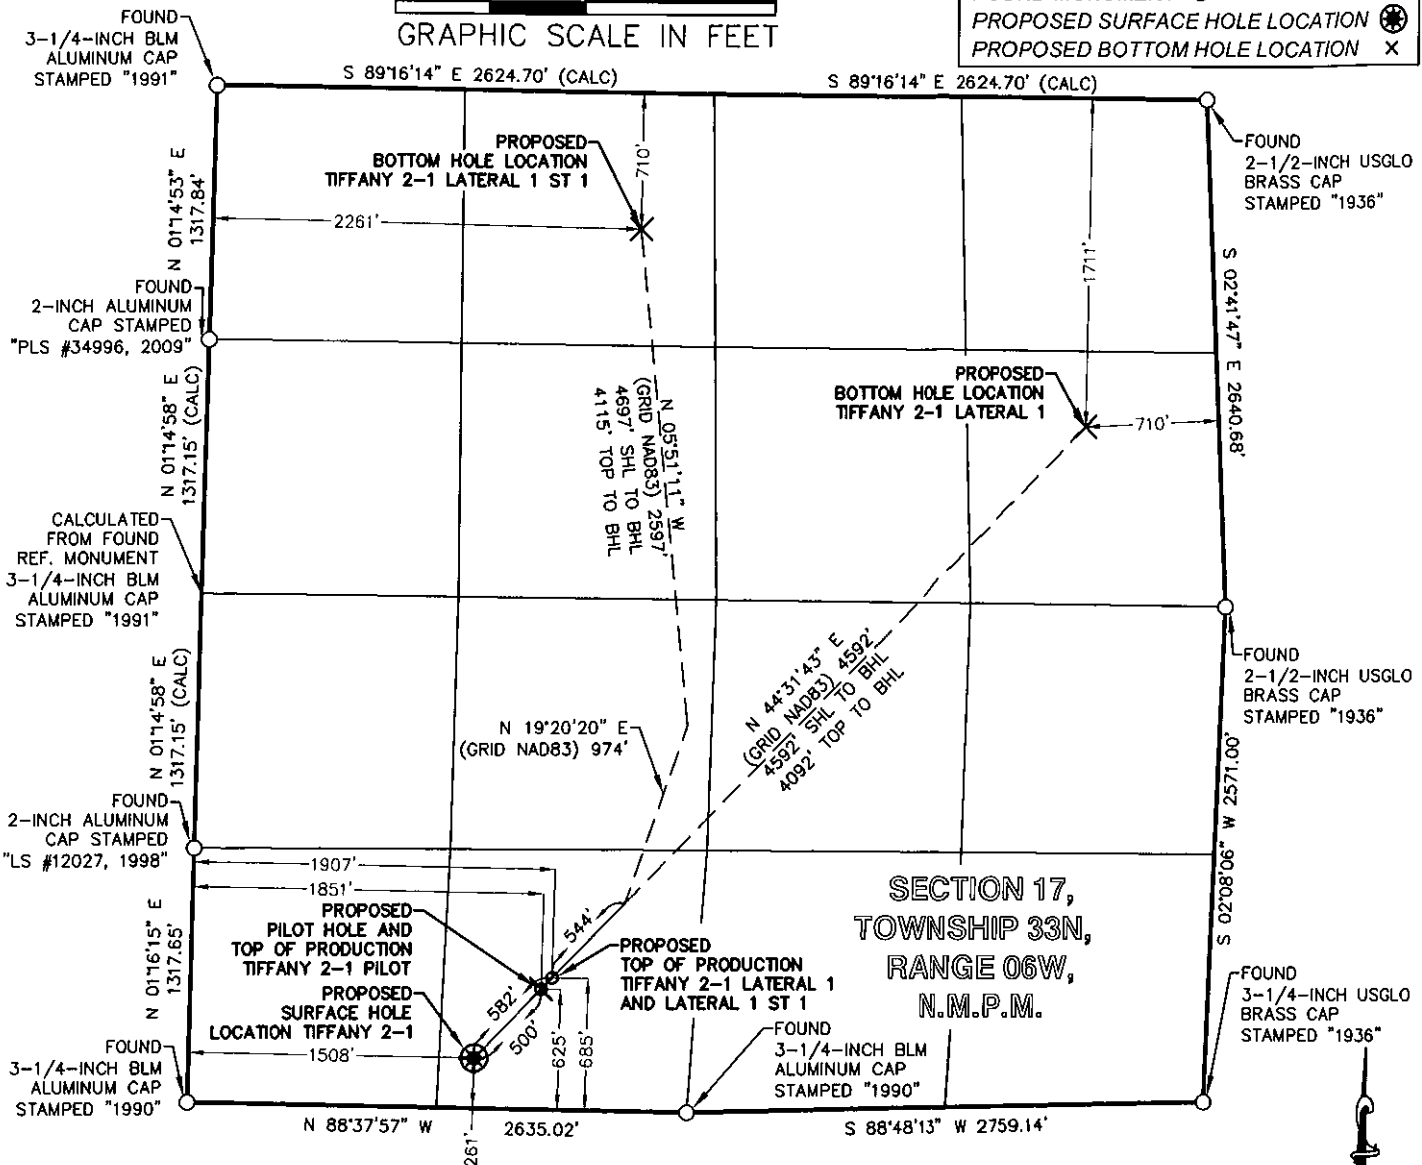 GRAPHIC SCALE IN FEET
PROPOSED SURFACE HOLE LOCATION
PROPOSED BOTTOM HOLE LOCATION ×
FOUND
3-1/4-INCH BLM
ALUMINUM CAP
STAMPED "1991"
S 89°16'14" E 2624.70' (CALC)
S 89°16'14" E 2624.70' (CALC)
FOUND
2-1/2-INCH USGLO
BRASS CAP
STAMPED "1936"
N 01°14'53" E
1317.84'
PROPOSED
BOTTOM HOLE LOCATION
TIFFANY 2-1 LATERAL 1 ST 1
710'
2261'
1711'
S 02°41'47" E 2640.68'
FOUND
2-INCH ALUMINUM
CAP STAMPED
"PLS #34996, 2009"
N 01°14'58" E
1317.15' (CALC)
PROPOSED
BOTTOM HOLE LOCATION
TIFFANY 2-1 LATERAL 1
710'
N 05°51'11" W
(GRID NAD83) 2597'
4697' SHL TO BHL
4115' TOP TO BHL
CALCULATED
FROM FOUND
REF. MONUMENT
3-1/4-INCH BLM
ALUMINUM CAP
STAMPED "1991"
N 44°31'43" E
(GRID NAD83) 4592'
4592' SHL TO BHL
4092' TOP TO BHL
FOUND
2-1/2-INCH USGLO
BRASS CAP
STAMPED "1936"
N 01°14'58" E
1317.15' (CALC)
N 19°20'20" E
(GRID NAD83) 974'
S 02°08'06" W 2571.00'
FOUND
2-INCH ALUMINUM
CAP STAMPED
"LS #12027, 1998"
1907'
1851'
PROPOSED
PILOT HOLE AND
TOP OF PRODUCTION
TIFFANY 2-1 PILOT
544'
PROPOSED
TOP OF PRODUCTION
TIFFANY 2-1 LATERAL 1
AND LATERAL 1 ST 1
SECTION 17,
TOWNSHIP 33N,
RANGE 06W,
N.M.P.M.
N 01°16'15" E
1317.65'
PROPOSED
SURFACE HOLE
LOCATION TIFFANY 2-1
582'
500'
625'
685'
1508'
FOUND
3-1/4-INCH USGLO
BRASS CAP
STAMPED "1936"
FOUND
3-1/4-INCH BLM
ALUMINUM CAP
STAMPED "1990"
FOUND
3-1/4-INCH BLM
ALUMINUM CAP
STAMPED "1990"
N 88°37'57" W 2635.02'
261'
S 88°48'13" W 2759.14'